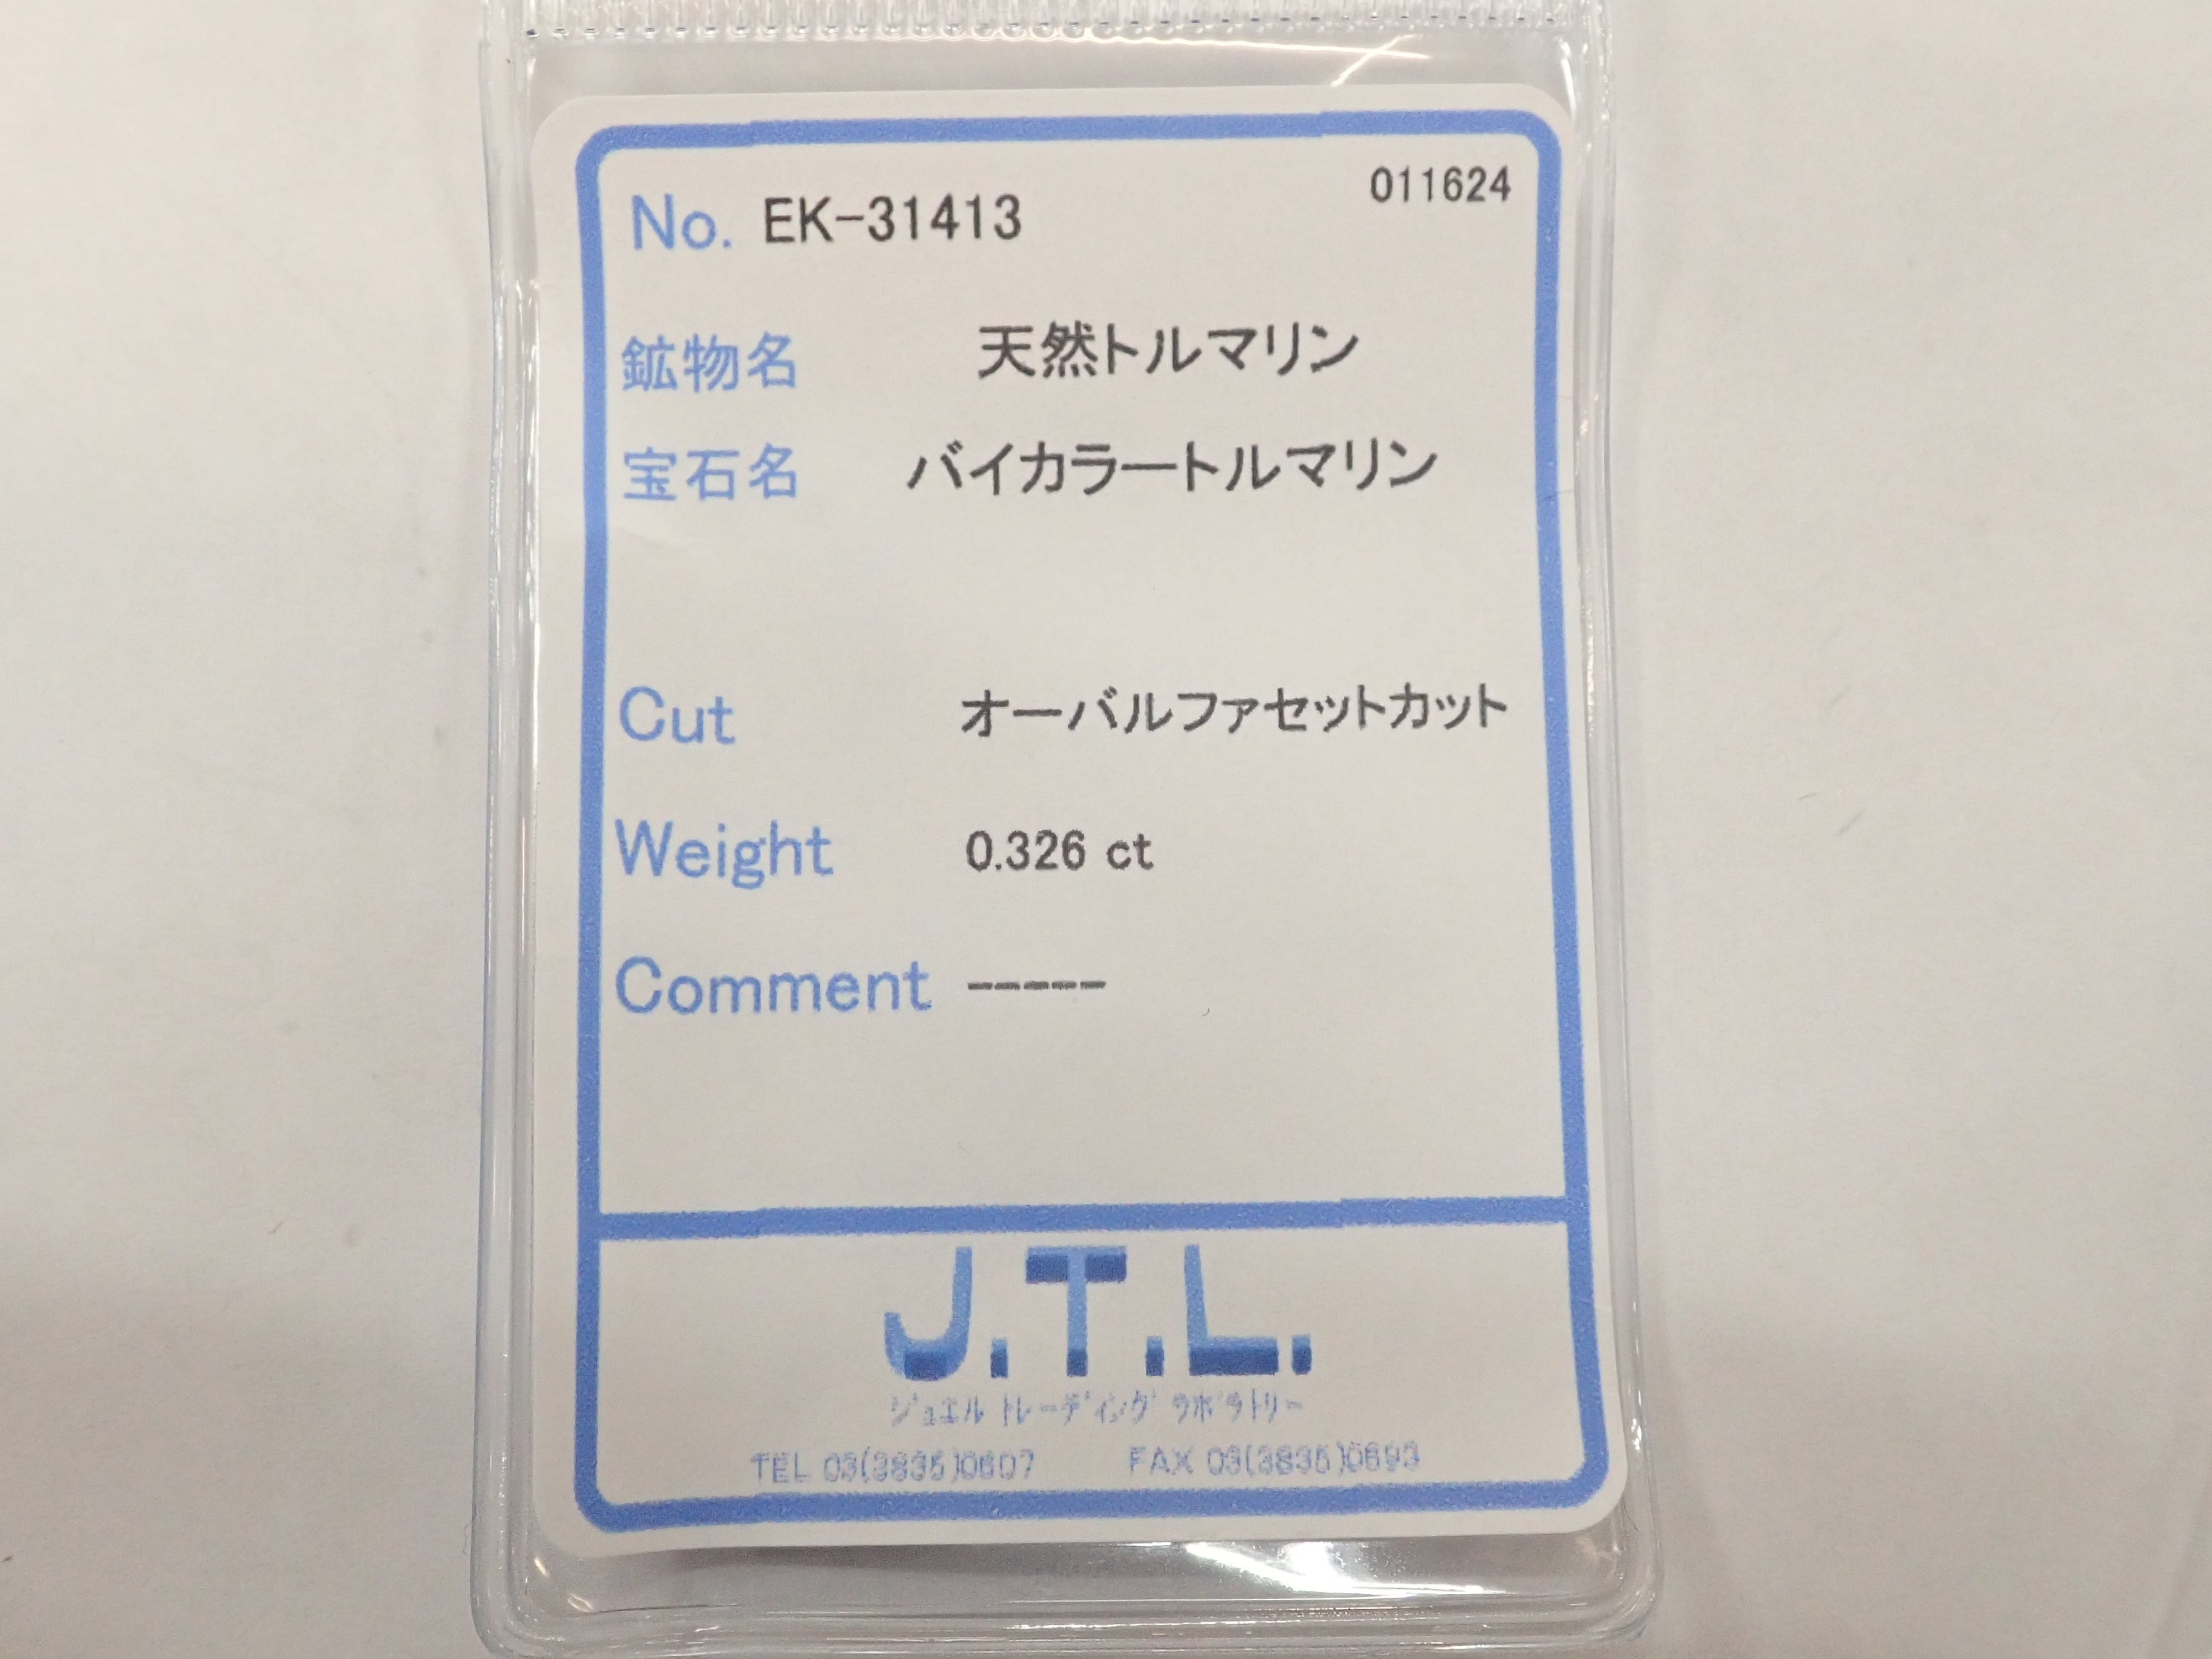 011624
No. EK-31413
鉱物名 天然トルマリン
宝石名 バイカラートルマリン
Cut オーバルファセットカット
Weight 0.326 ct
Comment -----
J.T.L.
ジュエル トレーディング ラボラトリー
TEL 03(3835)0607 FAX 03(3835)0693